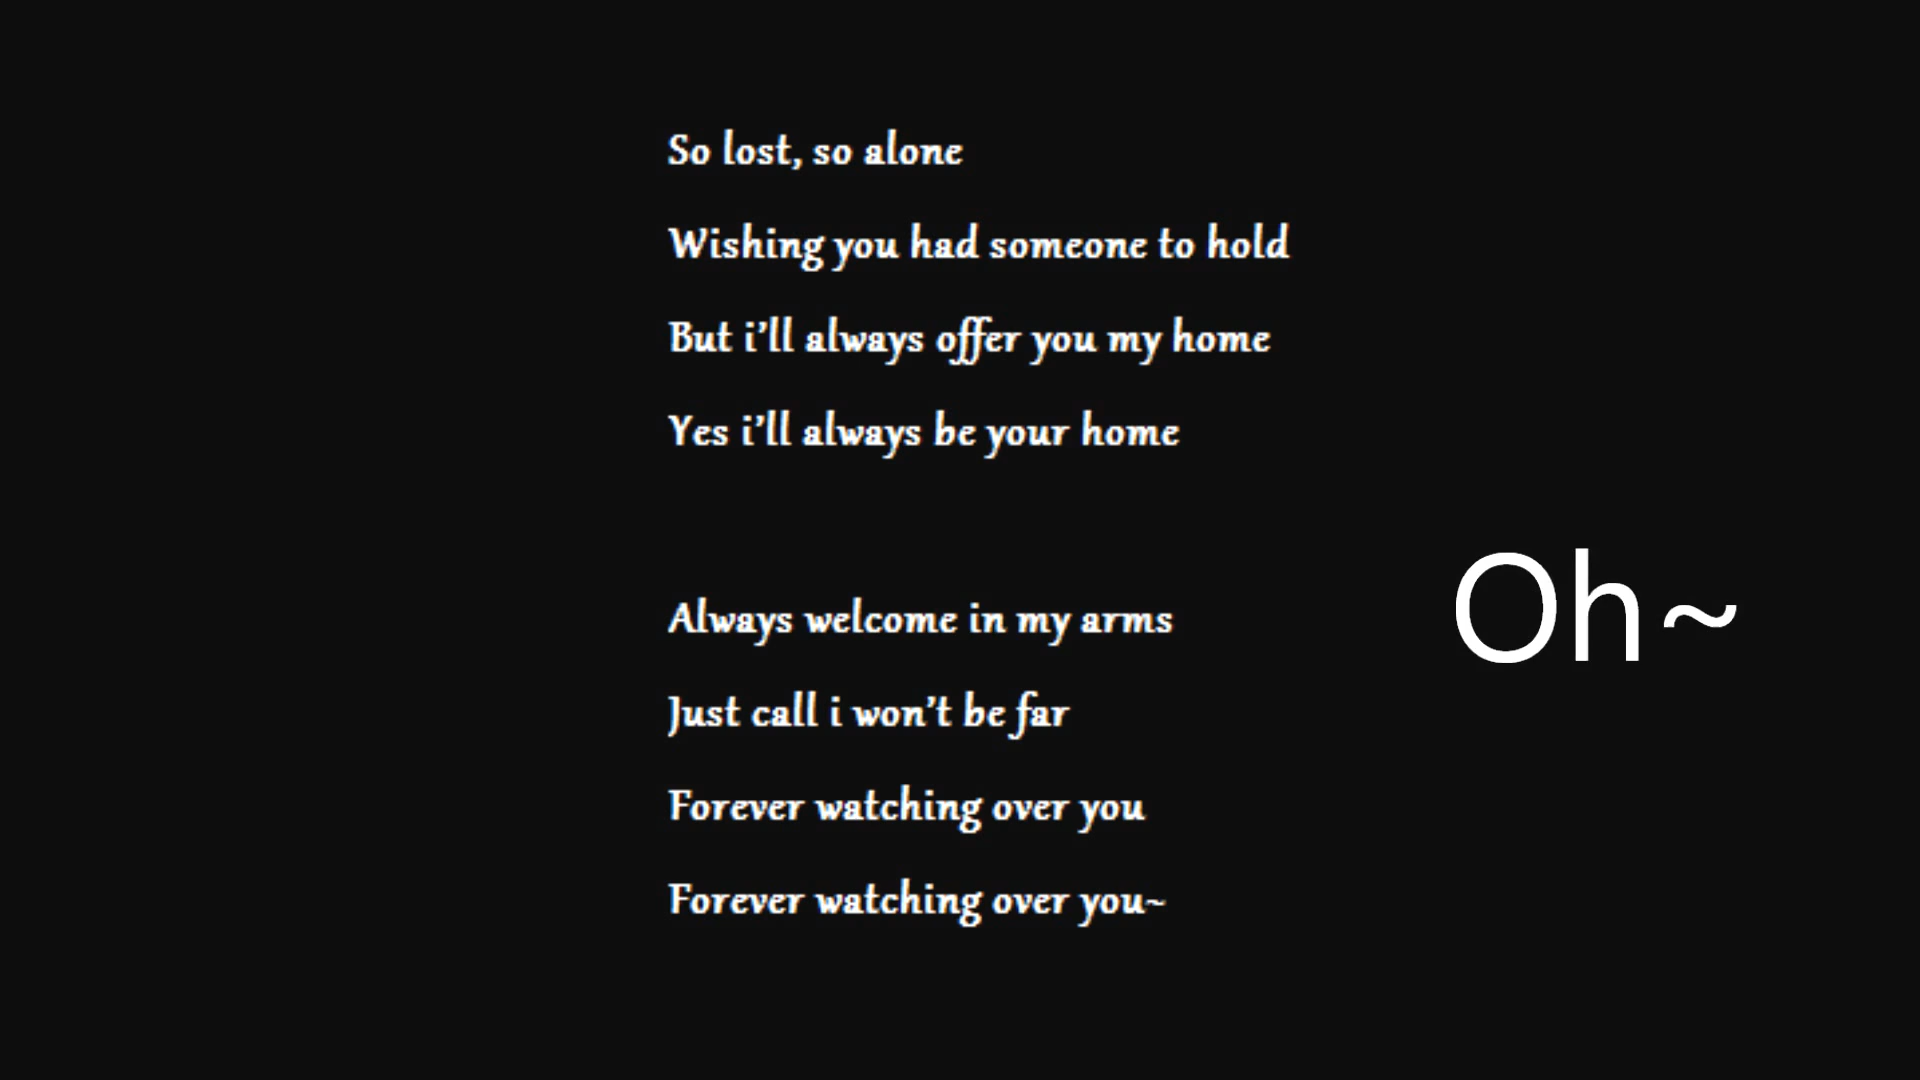 So lost, so alone
Wishing you had someone to hold
But i'll always offer you my home
Yes i'll always be your home
Always welcome in my arms
Oh~
Just call i won't be far
Forever watching over you
Forever watching over you~